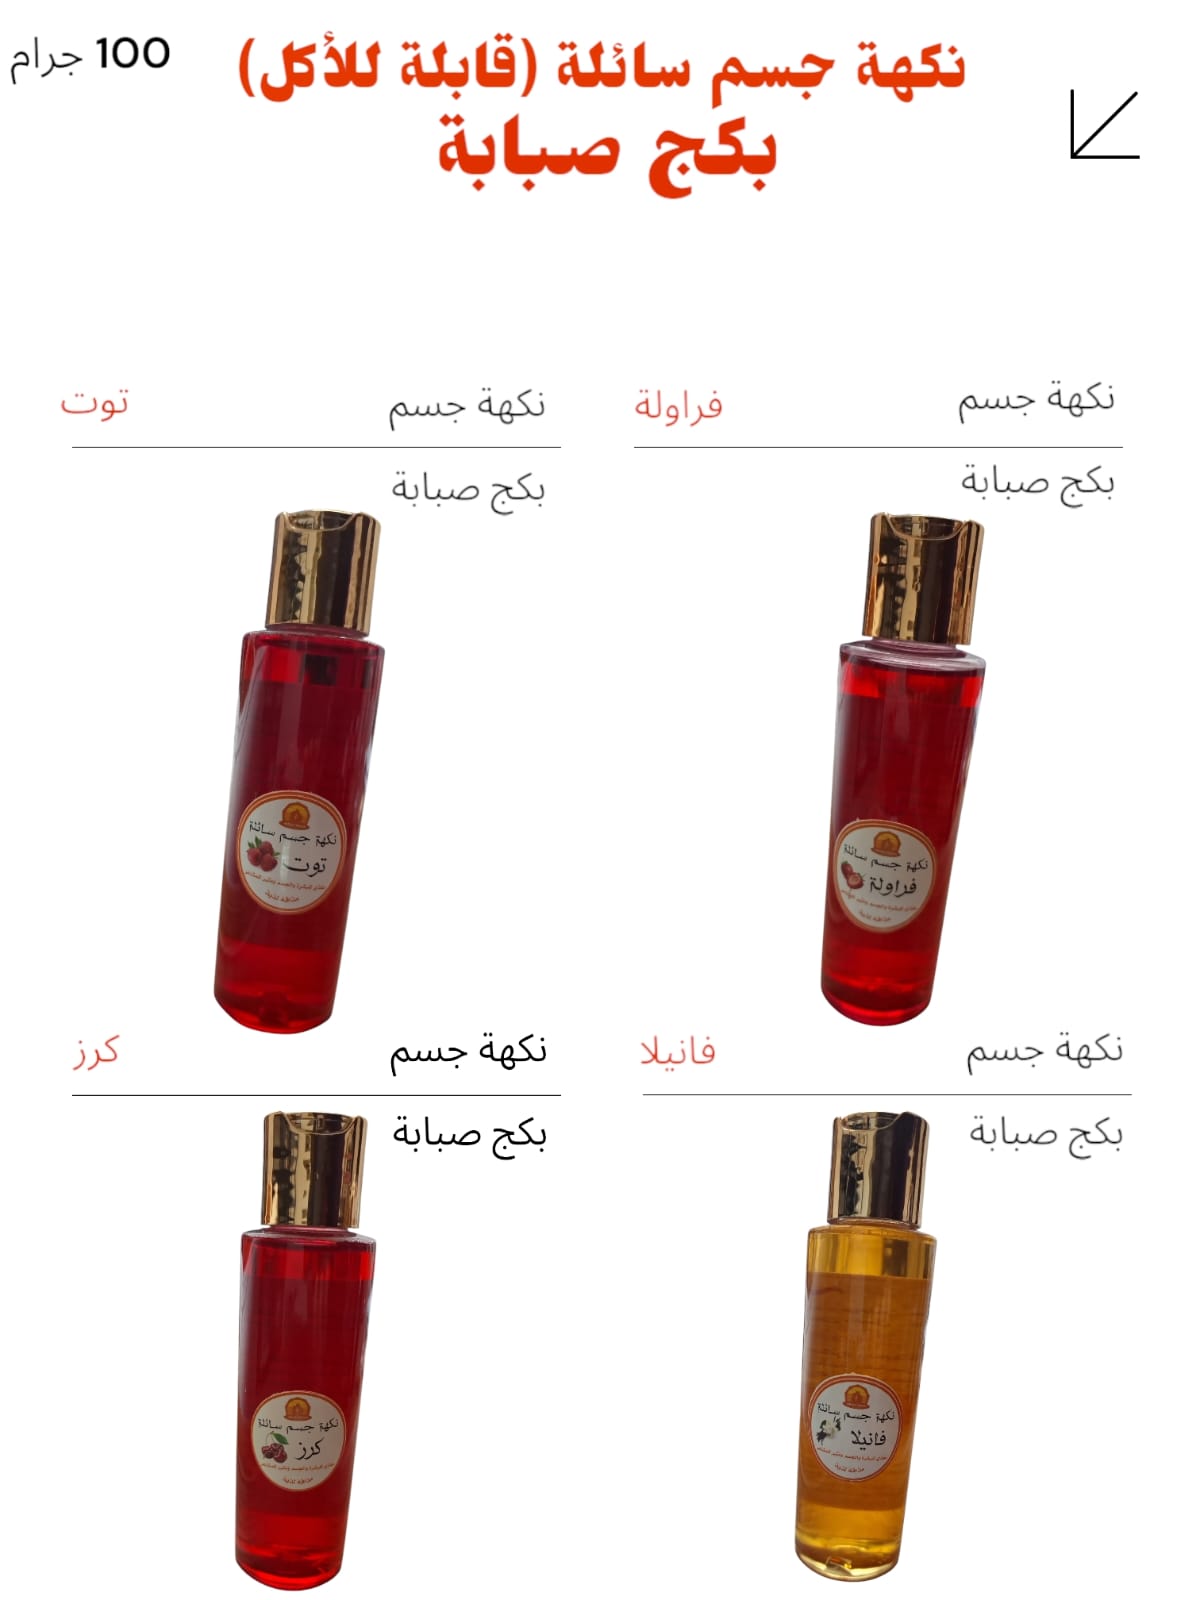 نكهة جسم سائلة (قابلة للأكل)
100 جرام
بكج صبابة
نكهة جسم فراولة
بكج صبابة
نكهة جسم سائلة
فراولة
نكهة جسم توت
بكج صبابة
نكهة جسم سائلة
توت
نكهة جسم فانيلا
بكج صبابة
نكهة جسم سائلة
فانيلا
نكهة جسم كرز
بكج صبابة
نكهة جسم سائلة
كرز